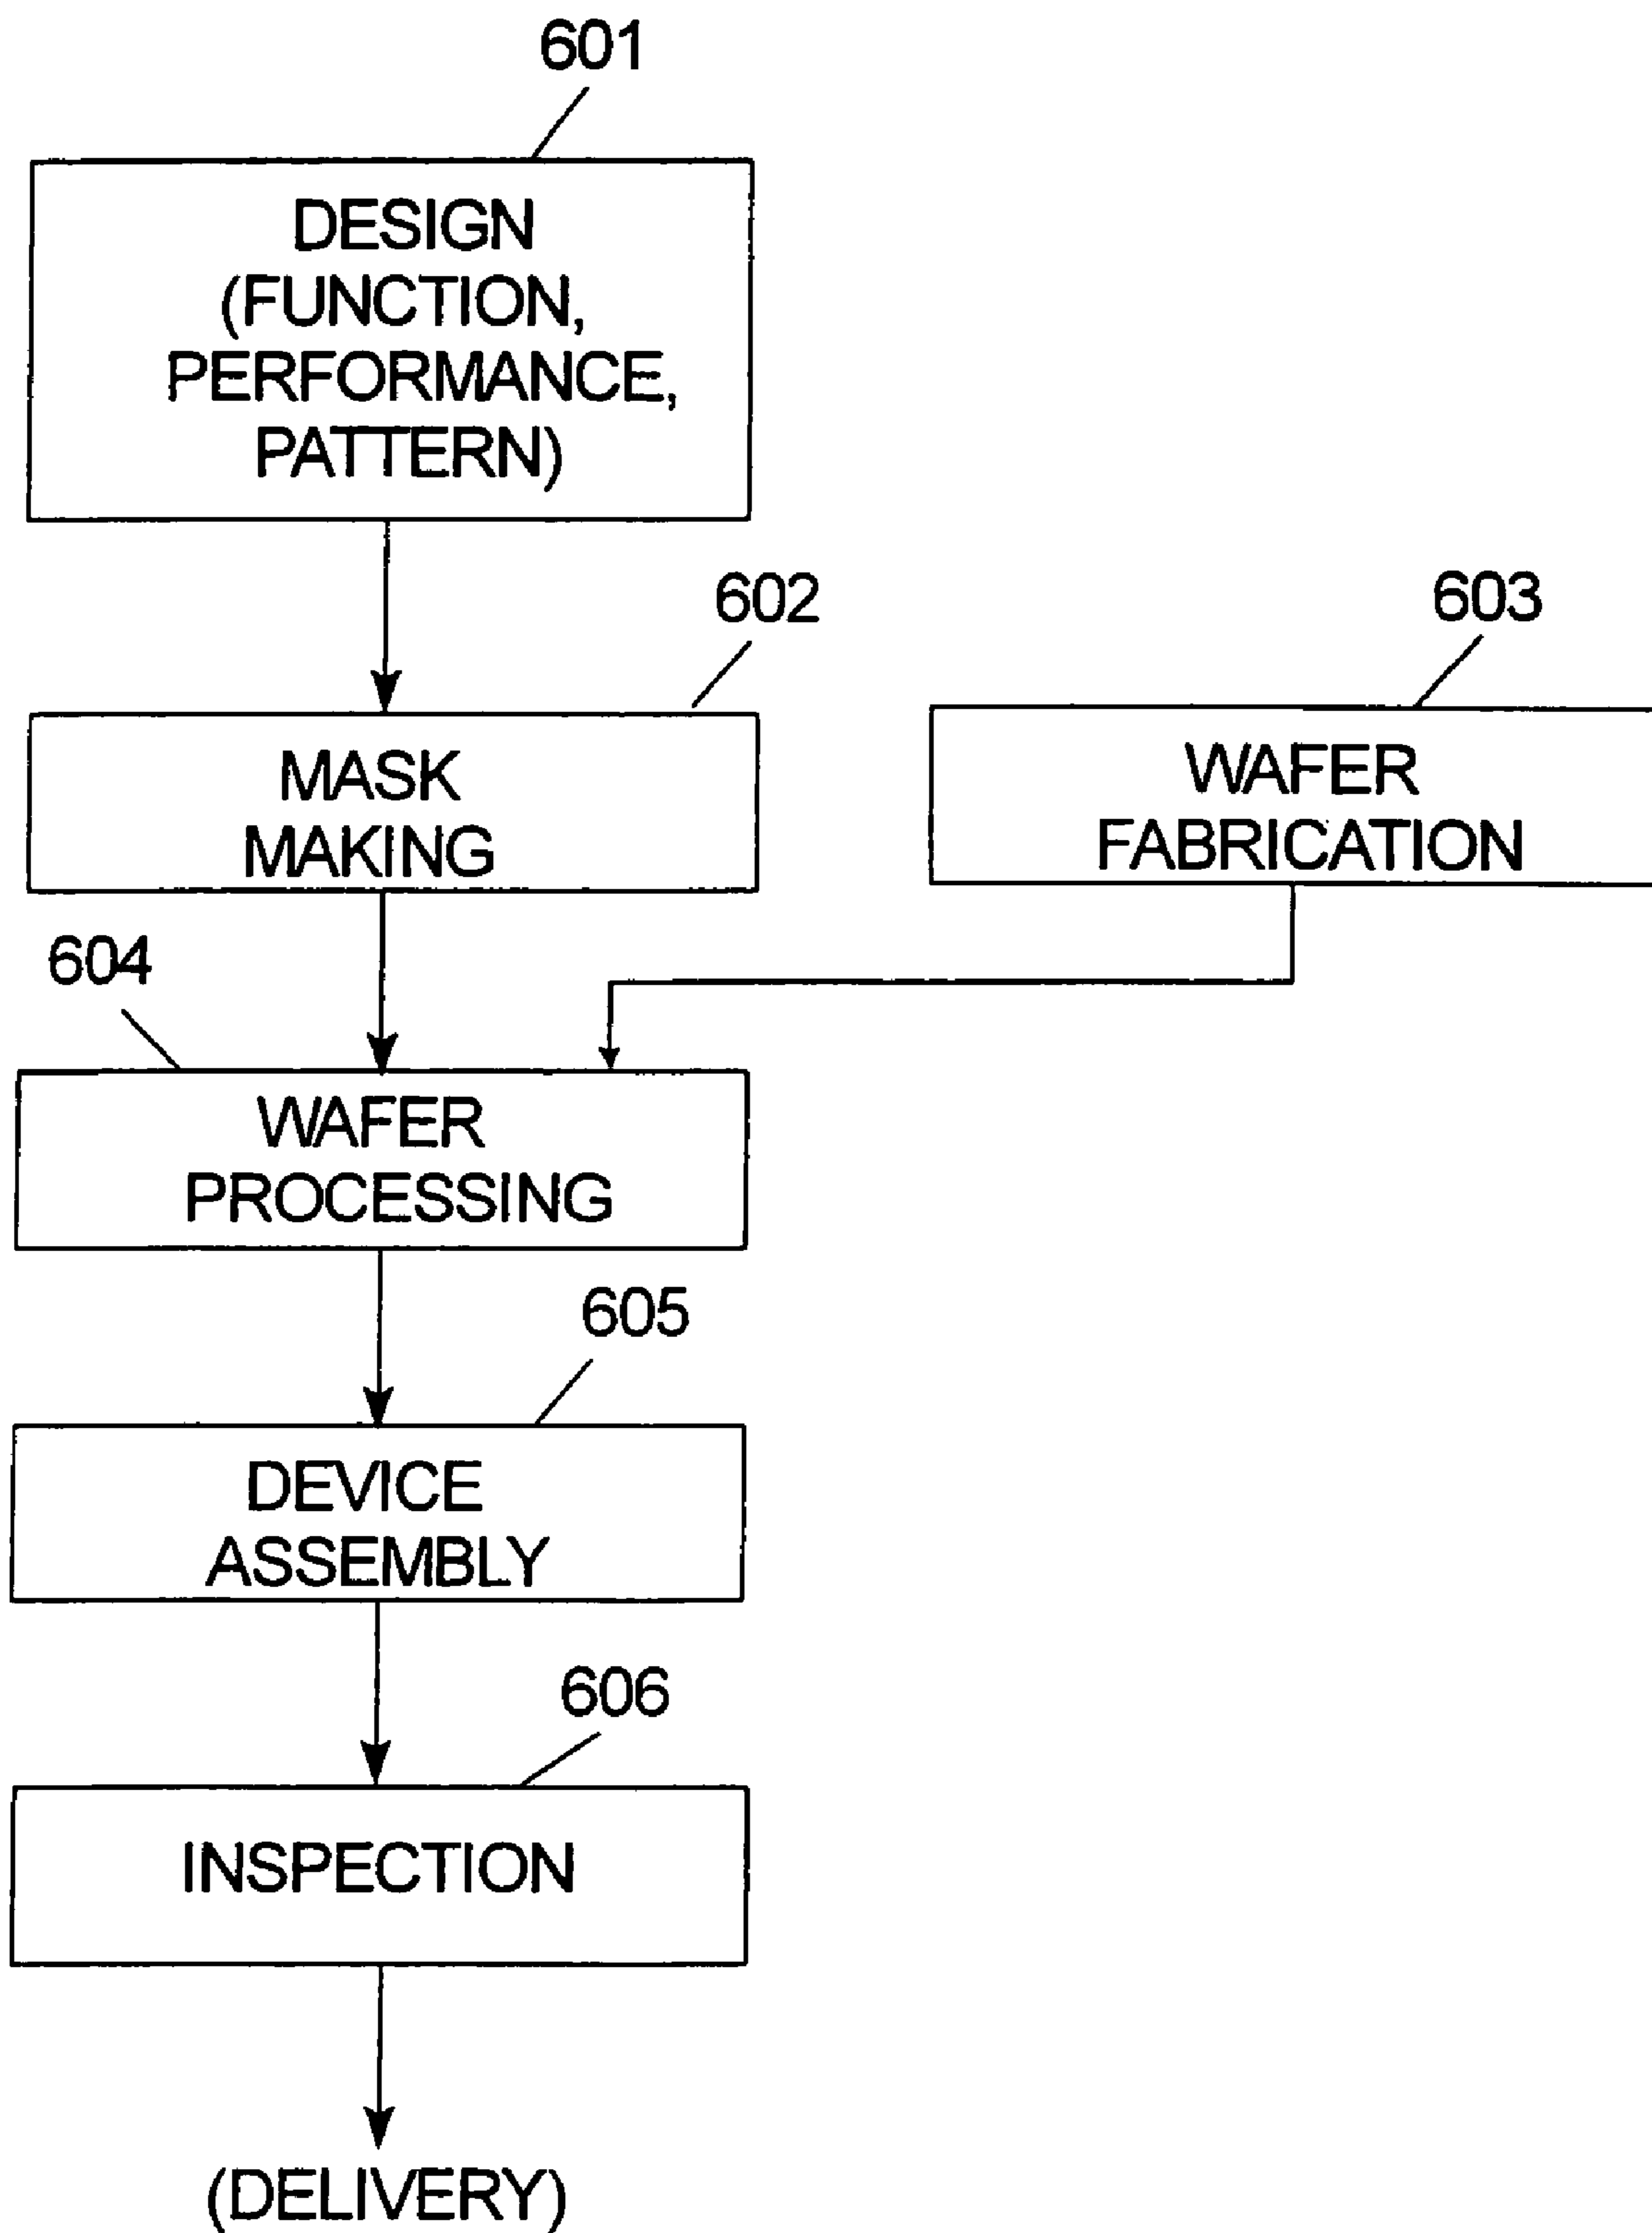 601
DESIGN
(FUNCTION,
PERFORMANCE,
PATTERN)
602
603
MASK
MAKING
WAFER
FABRICATION
604
WAFER
PROCESSING
605
DEVICE
ASSEMBLY
606
INSPECTION
(DELIVERY)